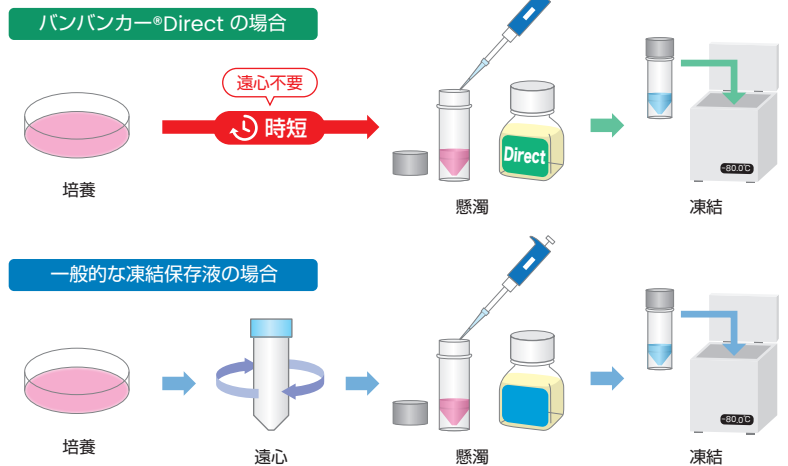 バンバンカー®Direct の場合
遠心不要
時短
Direct
-80.0℃
培養
懸濁
凍結
一般的な凍結保存液の場合
-80.0℃
培養
遠心
懸濁
凍結